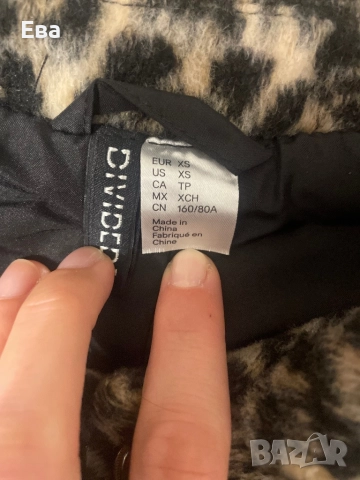 Ева
DIVIDED
EUR XS
US XS
CA TP
MX XCH
CN 160/80A
Made in
China
Fabriqué en
Chine
BAZAR